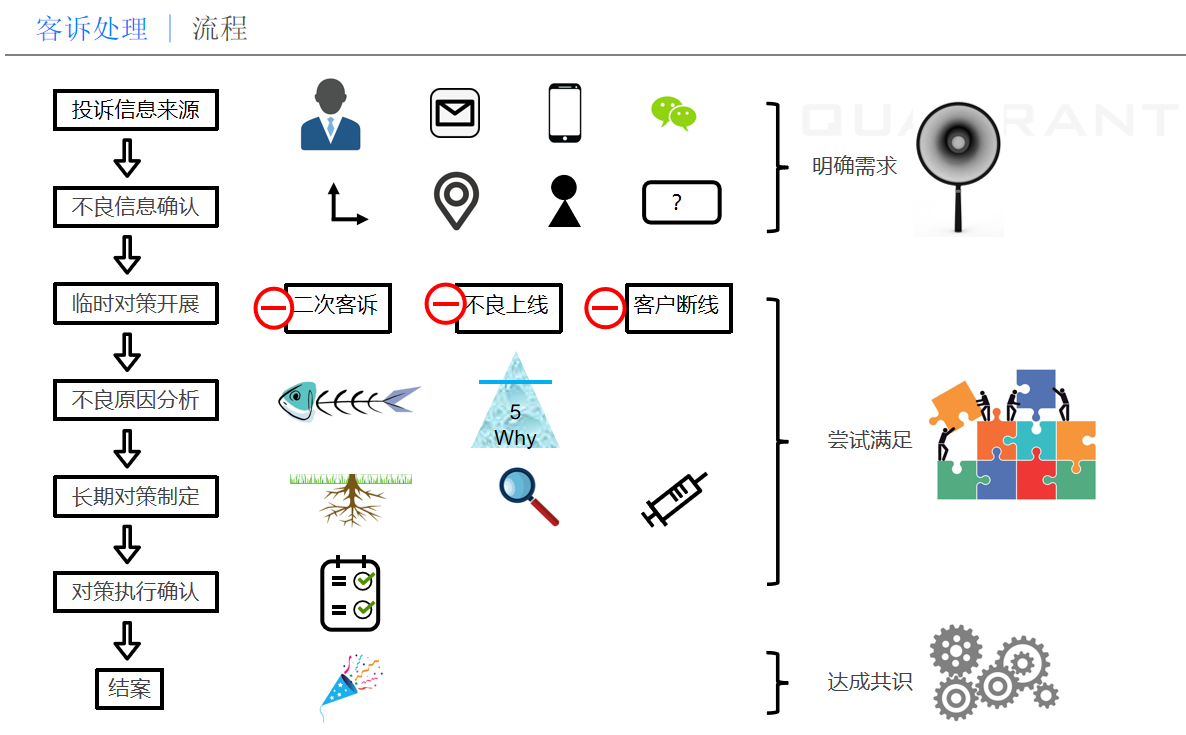 客诉处理｜流程
投诉信息来源
QUADRANT
明确需求
不良信息确认
?
临时对策开展
二次客诉
不良上线
客户断线
不良原因分析
5
Why
尝试满足
长期对策制定
对策执行确认
结案
达成共识